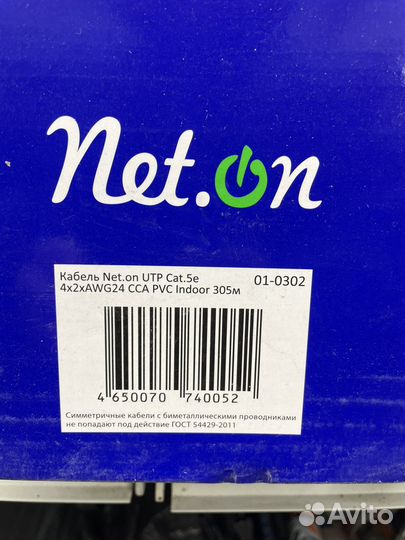 Net.on
Кабель Net.on UTP Cat.5e 01-0302
4x2xAWG24 CCA PVC Indoor 305м
4 650070 740052
Симметричные кабели с биметаллическими проводниками
не попадают под действие ГОСТ 54429-2011
Avito